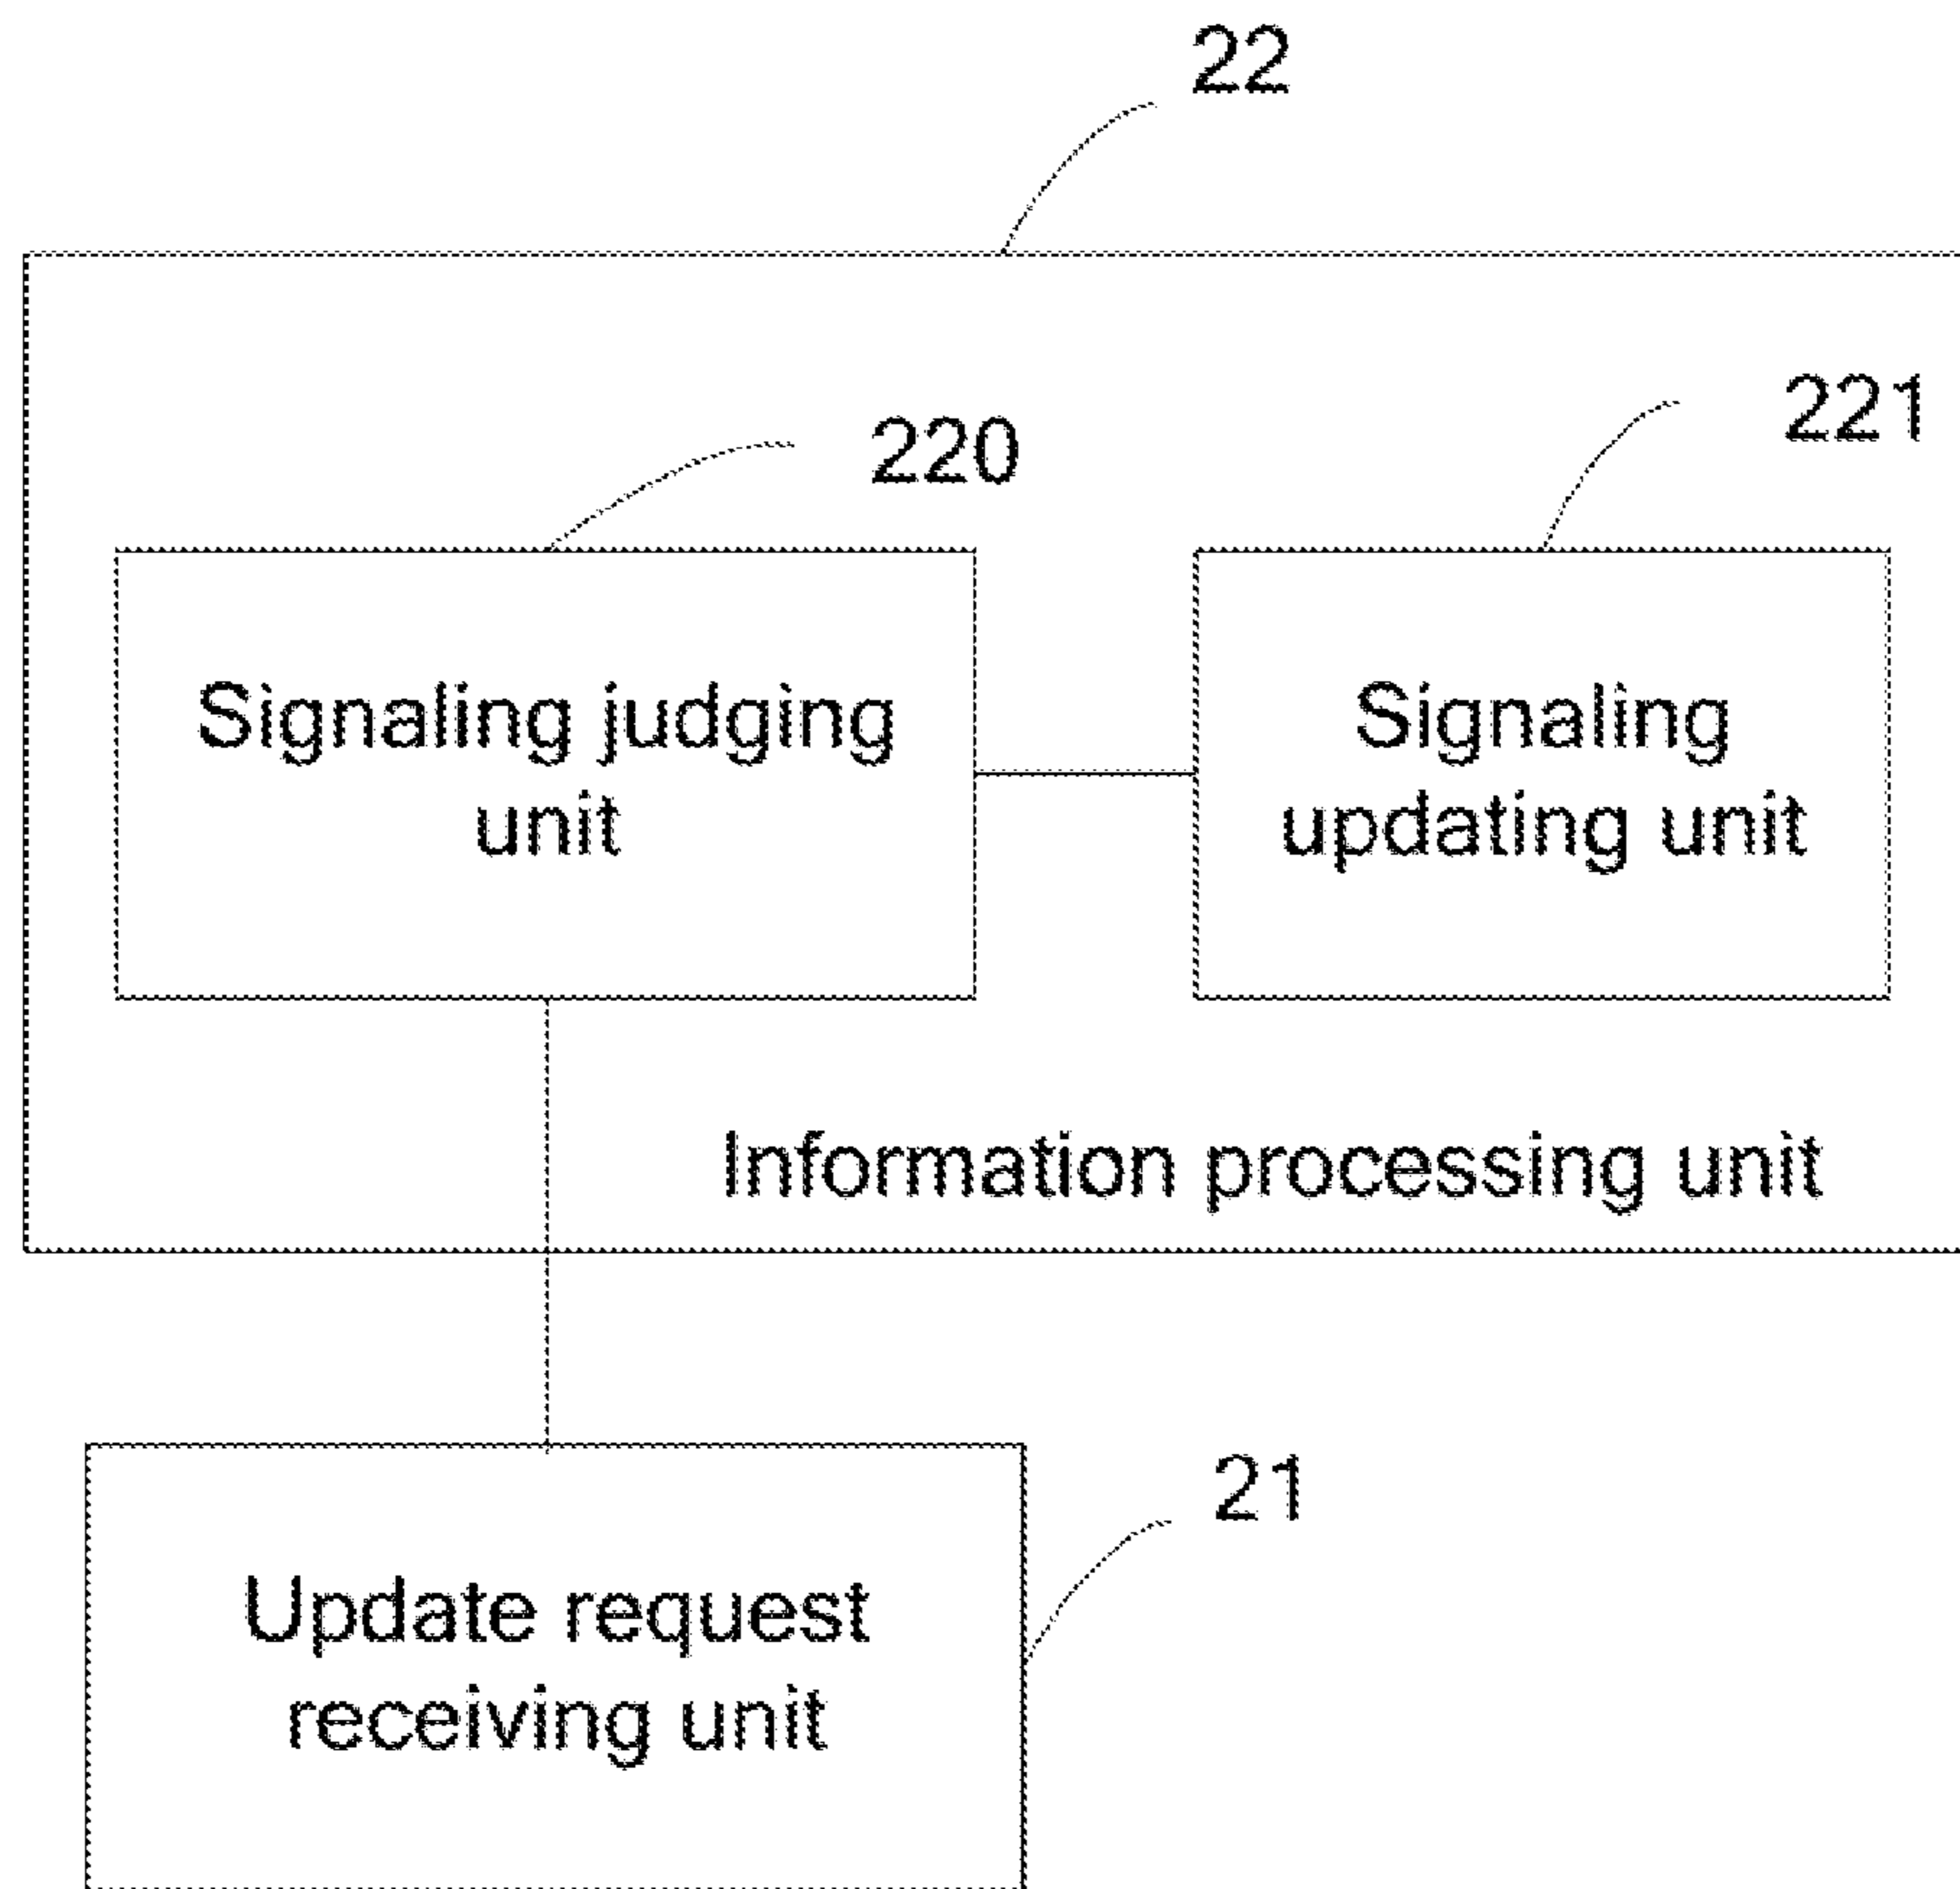 22
220
221
Signaling judging
unit
Signaling
updating unit
Information processing unit
21
Update request
receiving unit